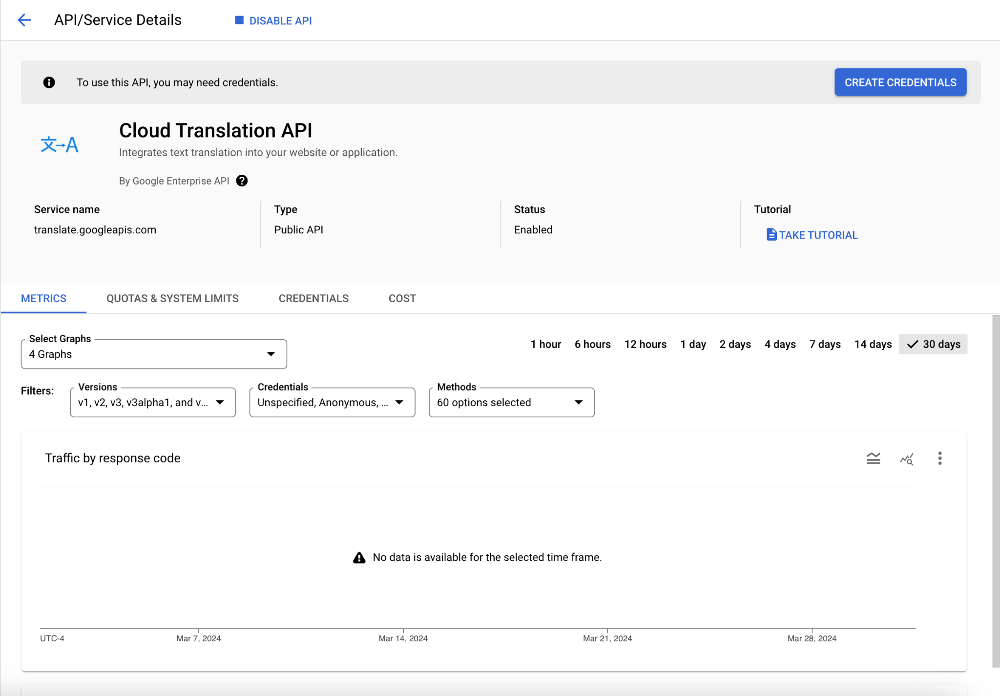 API/Service Details
DISABLE API
To use this API, you may need credentials.
CREATE CREDENTIALS
文→A
Cloud Translation API
Integrates text translation into your website or application.
By Google Enterprise API
Service name
translate.googleapis.com
Type
Public API
Status
Enabled
Tutorial
TAKE TUTORIAL
METRICS QUOTAS & SYSTEM LIMITS CREDENTIALS COST
Select Graphs
4 Graphs
1 hour 6 hours 12 hours 1 day 2 days 4 days 7 days 14 days 30 days
Filters:
Versions
v1, v2, v3, v3alpha1, and v...
Credentials
Unspecified, Anonymous, ...
Methods
60 options selected
Traffic by response code
No data is available for the selected time frame.
UTC-4 Mar 7, 2024 Mar 14, 2024 Mar 21, 2024 Mar 28, 2024